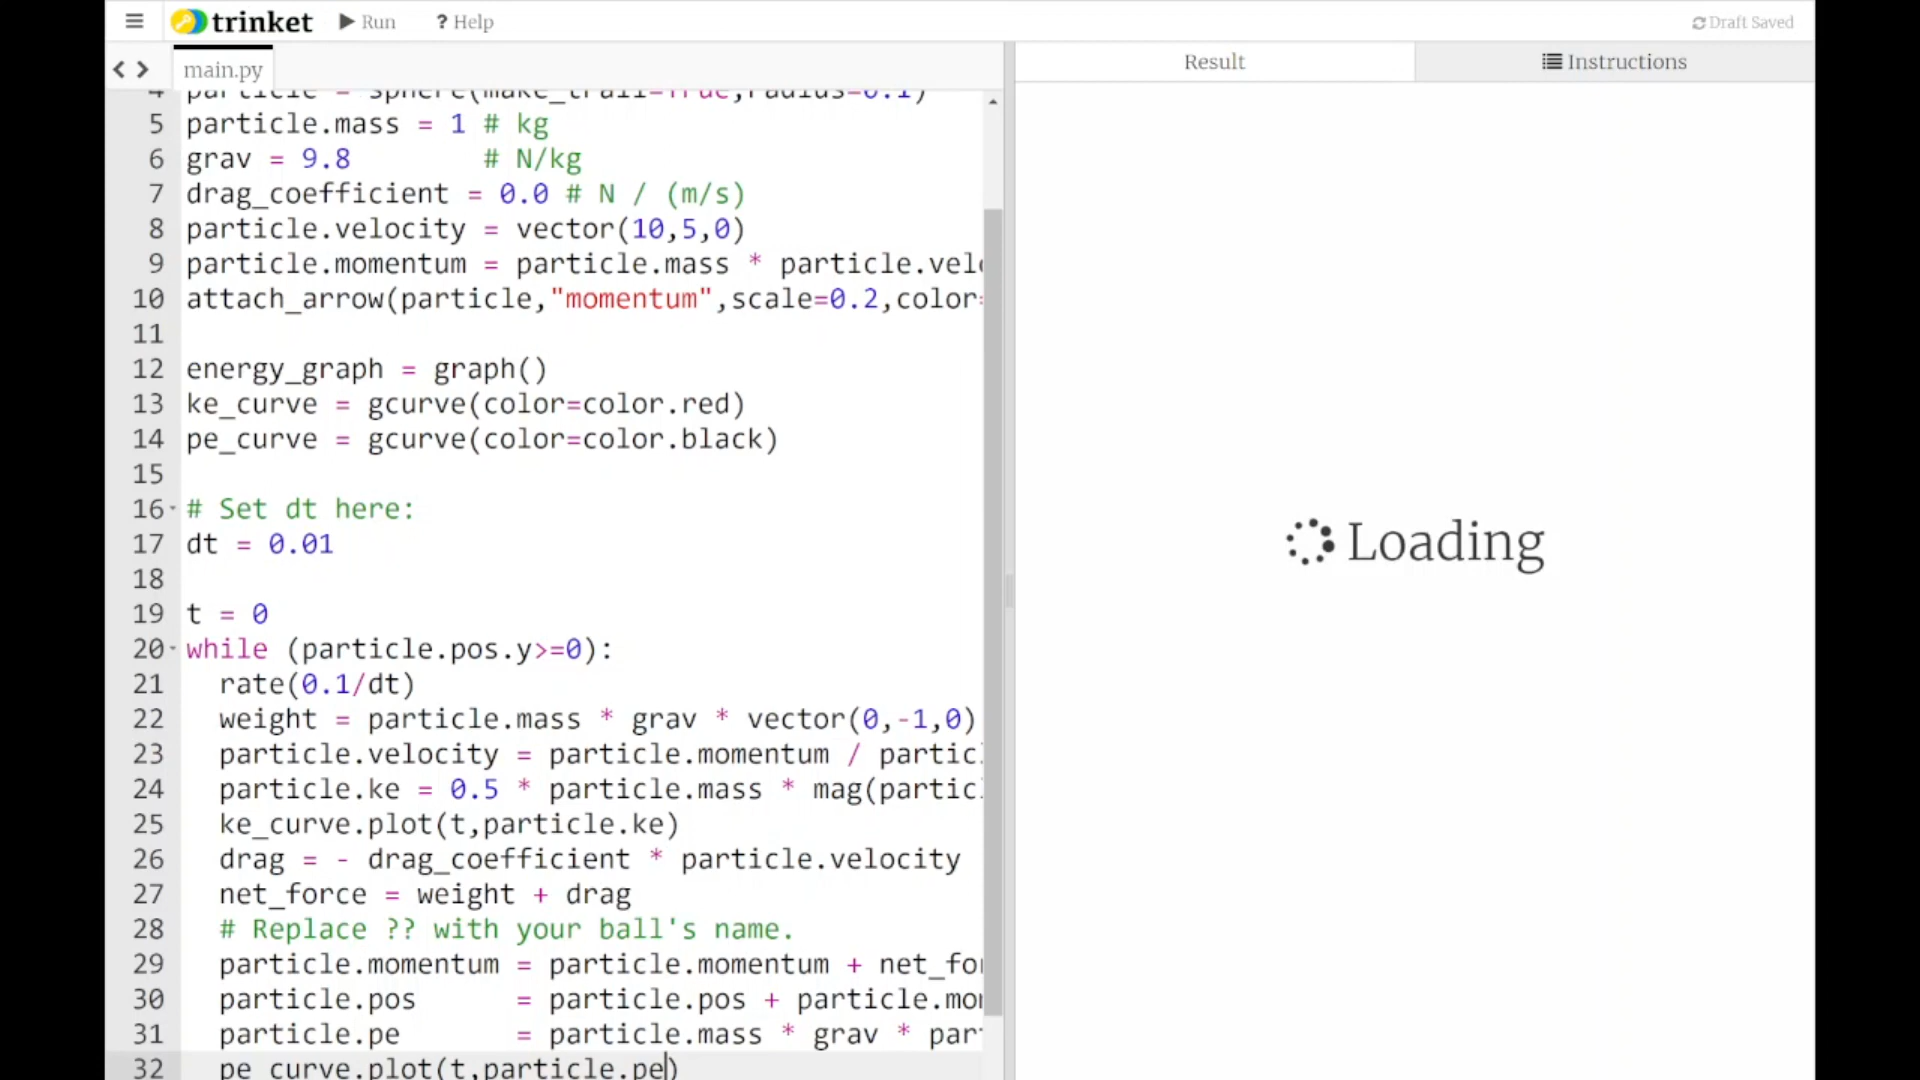 trinket Run ? Help Draft Saved
main.py
Result Instructions
4 particle = sphere(make_trail=True,radius=0.1)
5 particle.mass = 1 # kg
6 grav = 9.8 # N/kg
7 drag_coefficient = 0.0 # N / (m/s)
8 particle.velocity = vector(10,5,0)
9 particle.momentum = particle.mass * particle.vel
10 attach_arrow(particle,"momentum",scale=0.2,color=
11
12 energy_graph = graph()
13 ke_curve = gcurve(color=color.red)
14 pe_curve = gcurve(color=color.black)
15
16 # Set dt here:
17 dt = 0.01
18
19 t = 0
20 while (particle.pos.y>=0):
21 rate(0.1/dt)
22 weight = particle.mass * grav * vector(0,-1,0)
23 particle.velocity = particle.momentum / partic
24 particle.ke = 0.5 * particle.mass * mag(partic
25 ke_curve.plot(t,particle.ke)
26 drag = - drag_coefficient * particle.velocity
27 net_force = weight + drag
28 # Replace ?? with your ball's name.
29 particle.momentum = particle.momentum + net_fo
30 particle.pos = particle.pos + particle.mo
31 particle.pe = particle.mass * grav * par
32 pe_curve.plot(t,particle.pe)
Loading